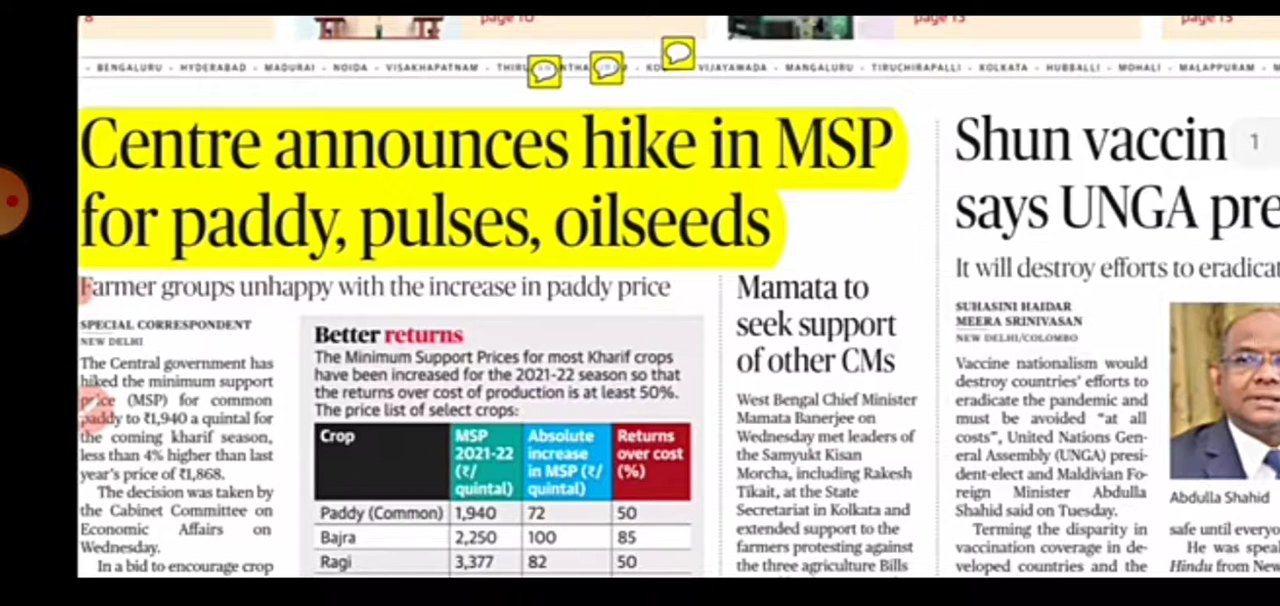 8
page 10
page 13
page 15
BENGALURU - HYDERABAD - MADURAI - NOIDA - VISAKHAPATNAM - VIJAYAWADA - MANGALURU - TIRUCHIRAPALLI - KOLKATA - HUBBALLI - MOHALI - MALAPPURAM -
Centre announces hike in MSP
for paddy, pulses, oilseeds
Farmer groups unhappy with the increase in paddy price
SPECIAL CORRESPONDENT
NEW DELHI
The Central government has
hiked the minimum support
price (MSP) for common
paddy to ₹1,940 a quintal for
the coming kharif season,
less than 4% higher than last
year's price of ₹1,868.
The decision was taken by
the Cabinet Committee on
Economic Affairs on
Wednesday.
In a bid to encourage crop
Better returns
The Minimum Support Prices for most Kharif crops
have been increased for the 2021-22 season so that
the returns over cost of production is at least 50%.
The price list of select crops:
Crop MSP 2021-22 (₹/ quintal) Absolute increase in MSP (₹/ quintal) Returns over cost (%)
Paddy (Common) 1,940 72 50
Bajra 2,250 100 85
Ragi 3,377 82 50
Mamata to
seek support
of other CMs
West Bengal Chief Minister
Mamata Banerjee on
Wednesday met leaders of
the Samyukt Kisan
Morcha, including Rakesh
Tikait, at the State
Secretariat in Kolkata and
extended support to the
farmers protesting against
the three agriculture Bills
Shun vaccin
1
says UNGA pre
It will destroy efforts to eradica
SUHASINI HAIDAR
MEERA SRINIVASAN
NEW DELHI/COLOMBO
Vaccine nationalism would
destroy countries' efforts to
eradicate the pandemic and
must be avoided "at all
costs", United Nations Gen-
eral Assembly (UNGA) presi-
dent-elect and Maldivian Fo-
reign Minister Abdulla
Shahid said on Tuesday.
Terming the disparity in
vaccination coverage in de-
veloped countries and the
Abdulla Shahid
safe until everyo
He was speal
Hindu from New